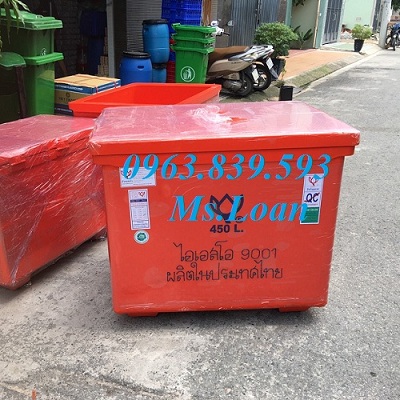 0963.839.593
QC
Ms.Loan
450 L.
ไอเอสโอ 9001
ผลิตในประเทศไทย